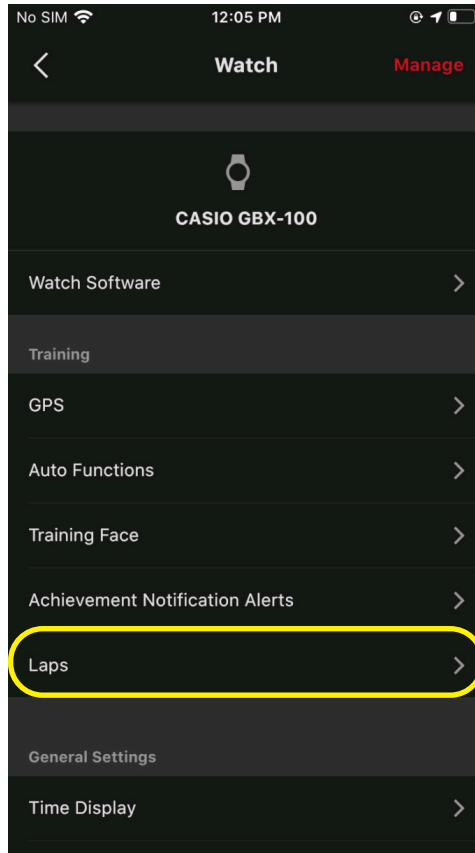 No SIM 12:05 PM
Watch Manage
CASIO GBX-100
Watch Software
Training
GPS
Auto Functions
Training Face
Achievement Notification Alerts
Laps
General Settings
Time Display